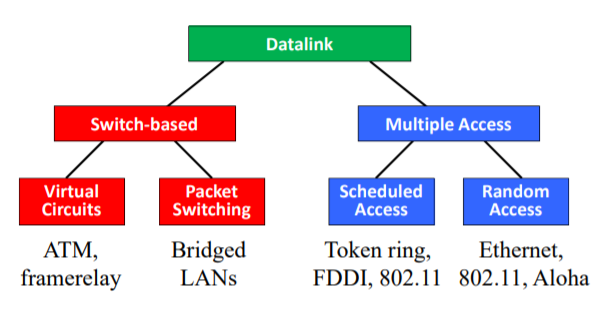 Datalink
Switch-based
Multiple Access
Virtual
Circuits
Packet
Switching
Scheduled
Access
Random
Access
ATM,
framerelay
Bridged
LANs
Token ring,
FDDI, 802.11
Ethernet,
802.11, Aloha